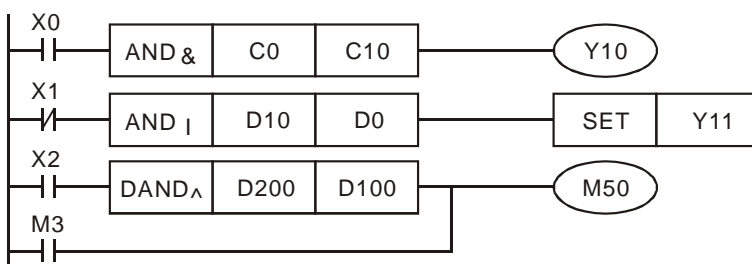 X0
AND & C0 C10 Y10
X1
AND | D10 D0 SET Y11
X2
DAND^ D200 D100 M50
M3